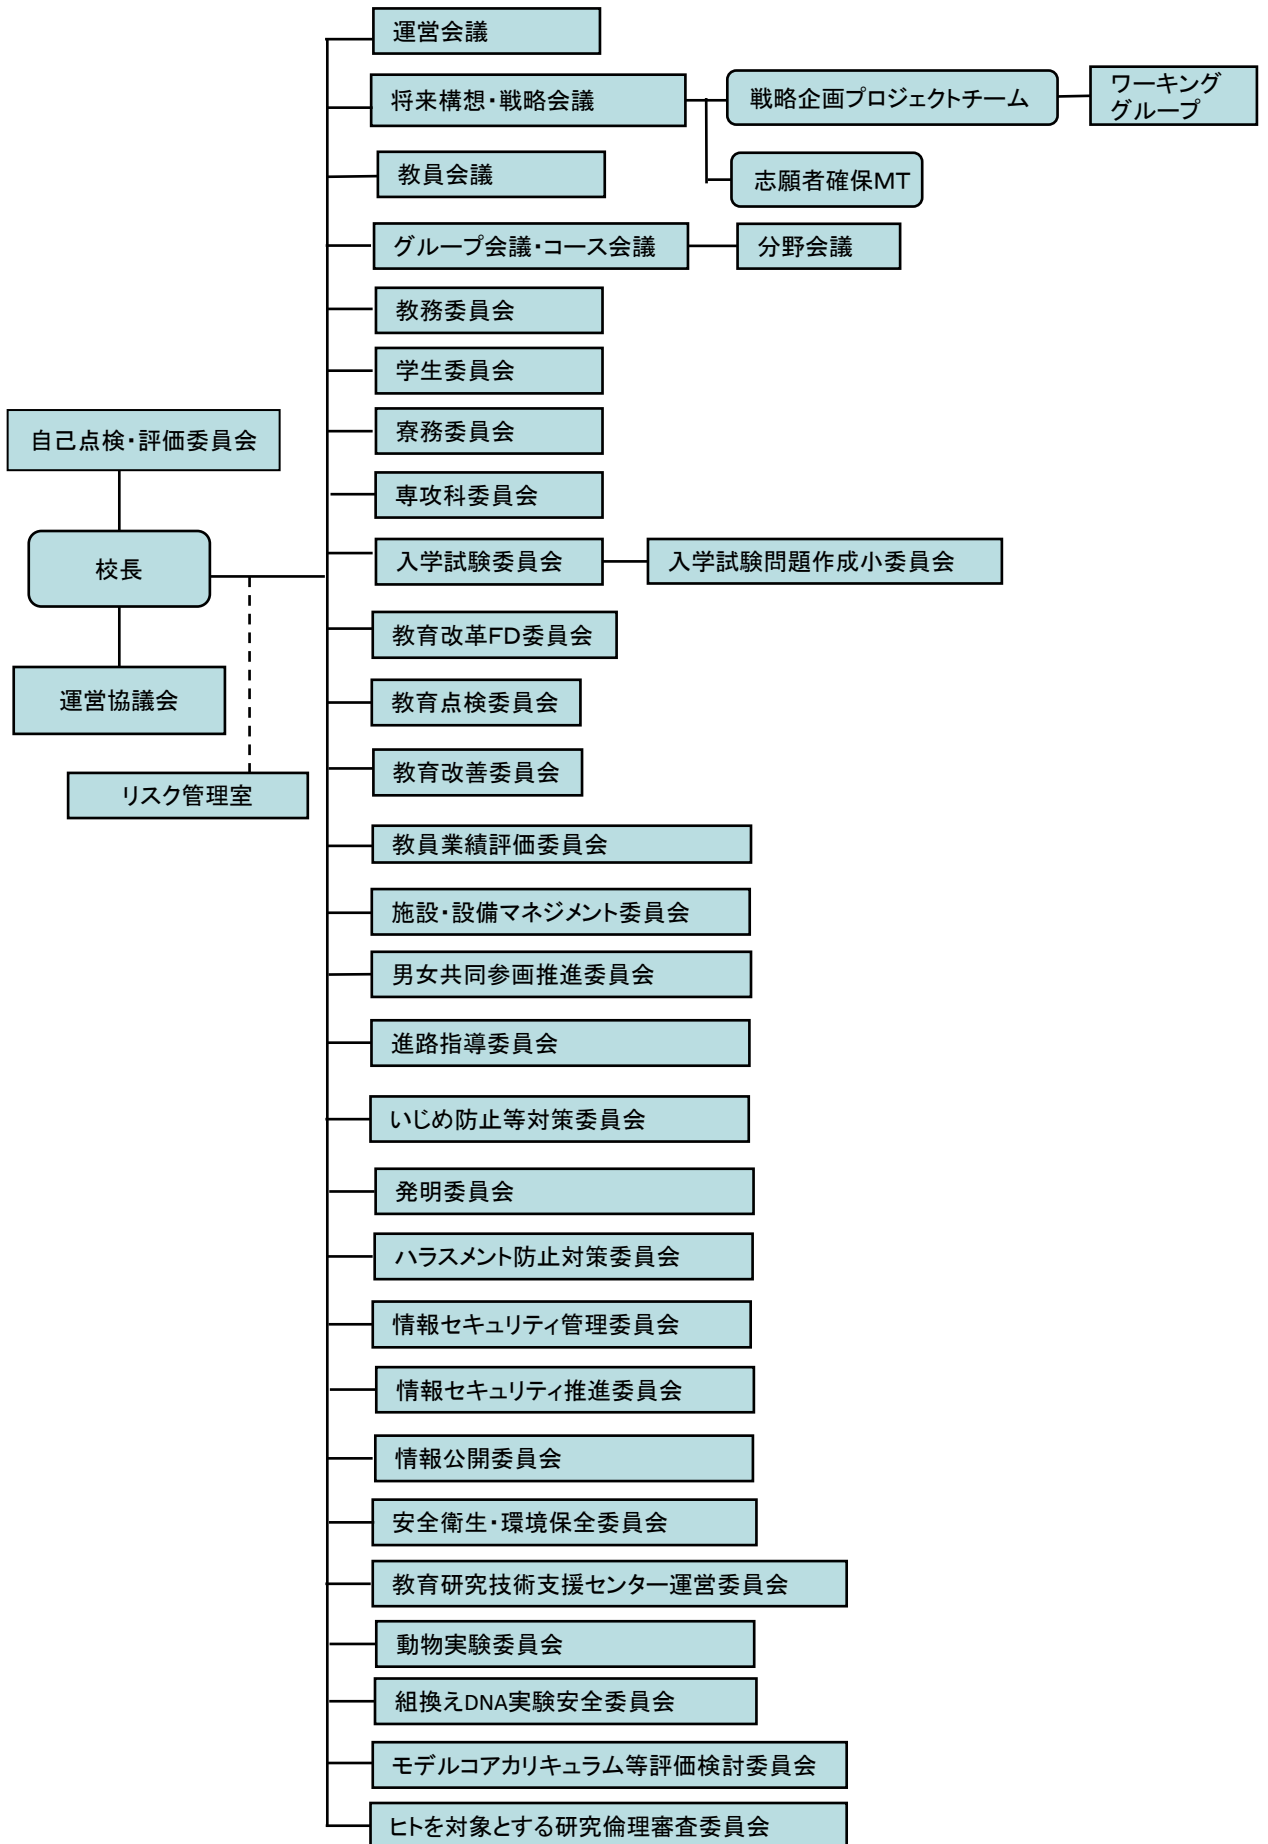 運営会議
将来構想・戦略会議
戦略企画プロジェクトチーム
ワーキング
グループ
志願者確保MT
教員会議
グループ会議・コース会議
分野会議
教務委員会
学生委員会
寮務委員会
自己点検・評価委員会
専攻科委員会
校長
入学試験委員会
入学試験問題作成小委員会
教育改革FD委員会
運営協議会
教育点検委員会
教育改善委員会
リスク管理室
教員業績評価委員会
施設・設備マネジメント委員会
男女共同参画推進委員会
進路指導委員会
いじめ防止等対策委員会
発明委員会
ハラスメント防止対策委員会
情報セキュリティ管理委員会
情報セキュリティ推進委員会
情報公開委員会
安全衛生・環境保全委員会
教育研究技術支援センター運営委員会
動物実験委員会
組換えDNA実験安全委員会
モデルコアカリキュラム等評価検討委員会
ヒトを対象とする研究倫理審査委員会